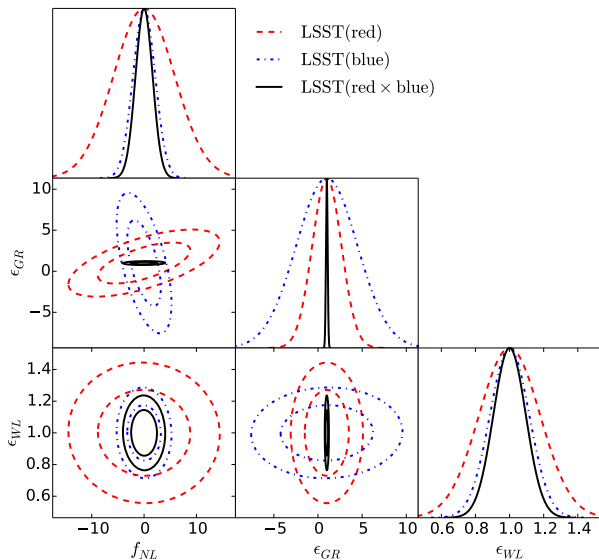 LSST(red)
LSST(blue)
LSST(red × blue)
10
5
0
−5
ϵ_GR
1.4
1.2
1.0
0.8
0.6
ϵ_WL
−10 0 10 0 5 10 0.6 0.8 1.0 1.2 1.4
f_NL ϵ_GR ϵ_WL